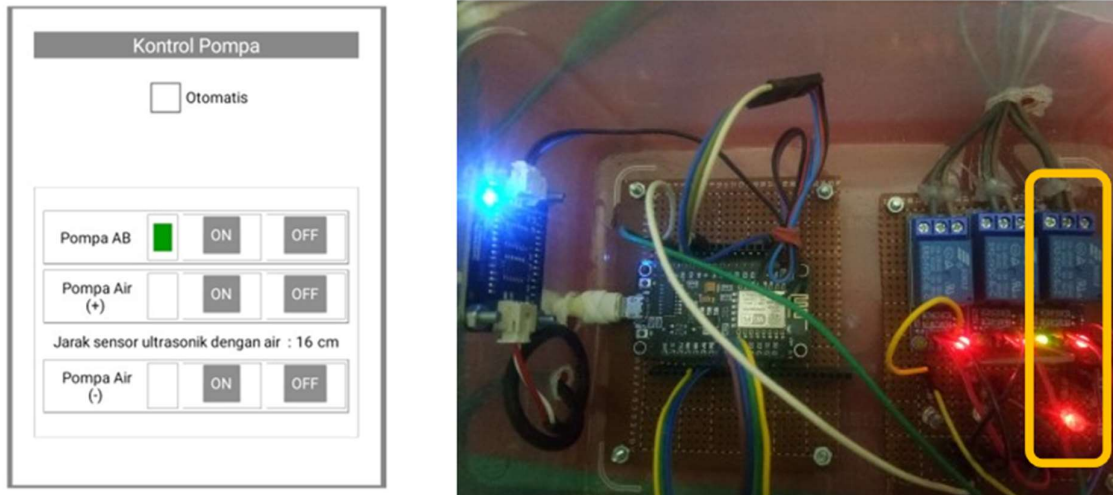 Kontrol Pompa
Otomatis
Pompa AB
ON
OFF
Pompa Air
(+)
ON
OFF
Jarak sensor ultrasonik dengan air : 16 cm
Pompa Air
(-)
ON
OFF